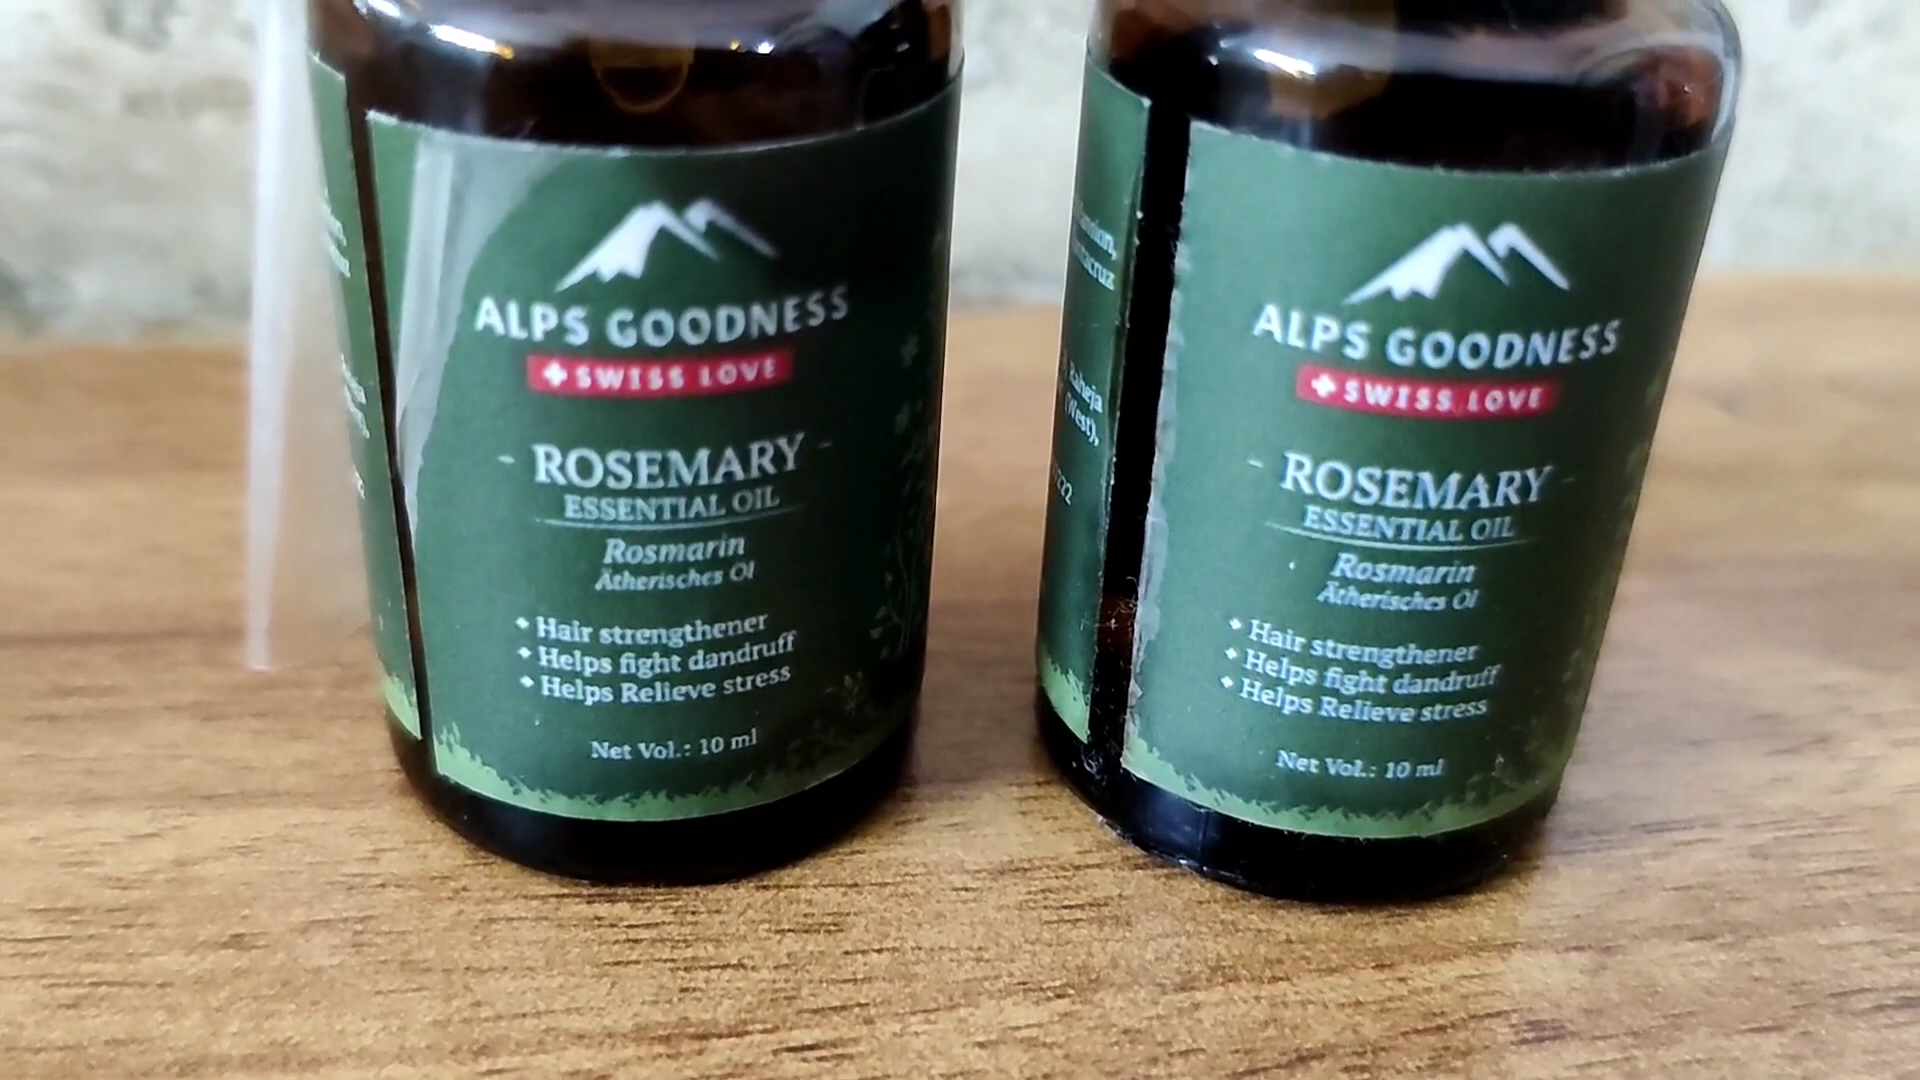 ALPS GOODNESS
SWISS LOVE
- ROSEMARY -
ESSENTIAL OIL
Rosmarin
Ätherisches Öl
Hair strengthener
Helps fight dandruff
Helps Relieve stress
Net Vol.: 10 ml
Raheja
(West),
ALPS GOODNESS
SWISS LOVE
- ROSEMARY -
ESSENTIAL OIL
Rosmarin
Ätherisches Öl
Hair strengthener
Helps fight dandruff
Helps Relieve stress
Net Vol.: 10 ml